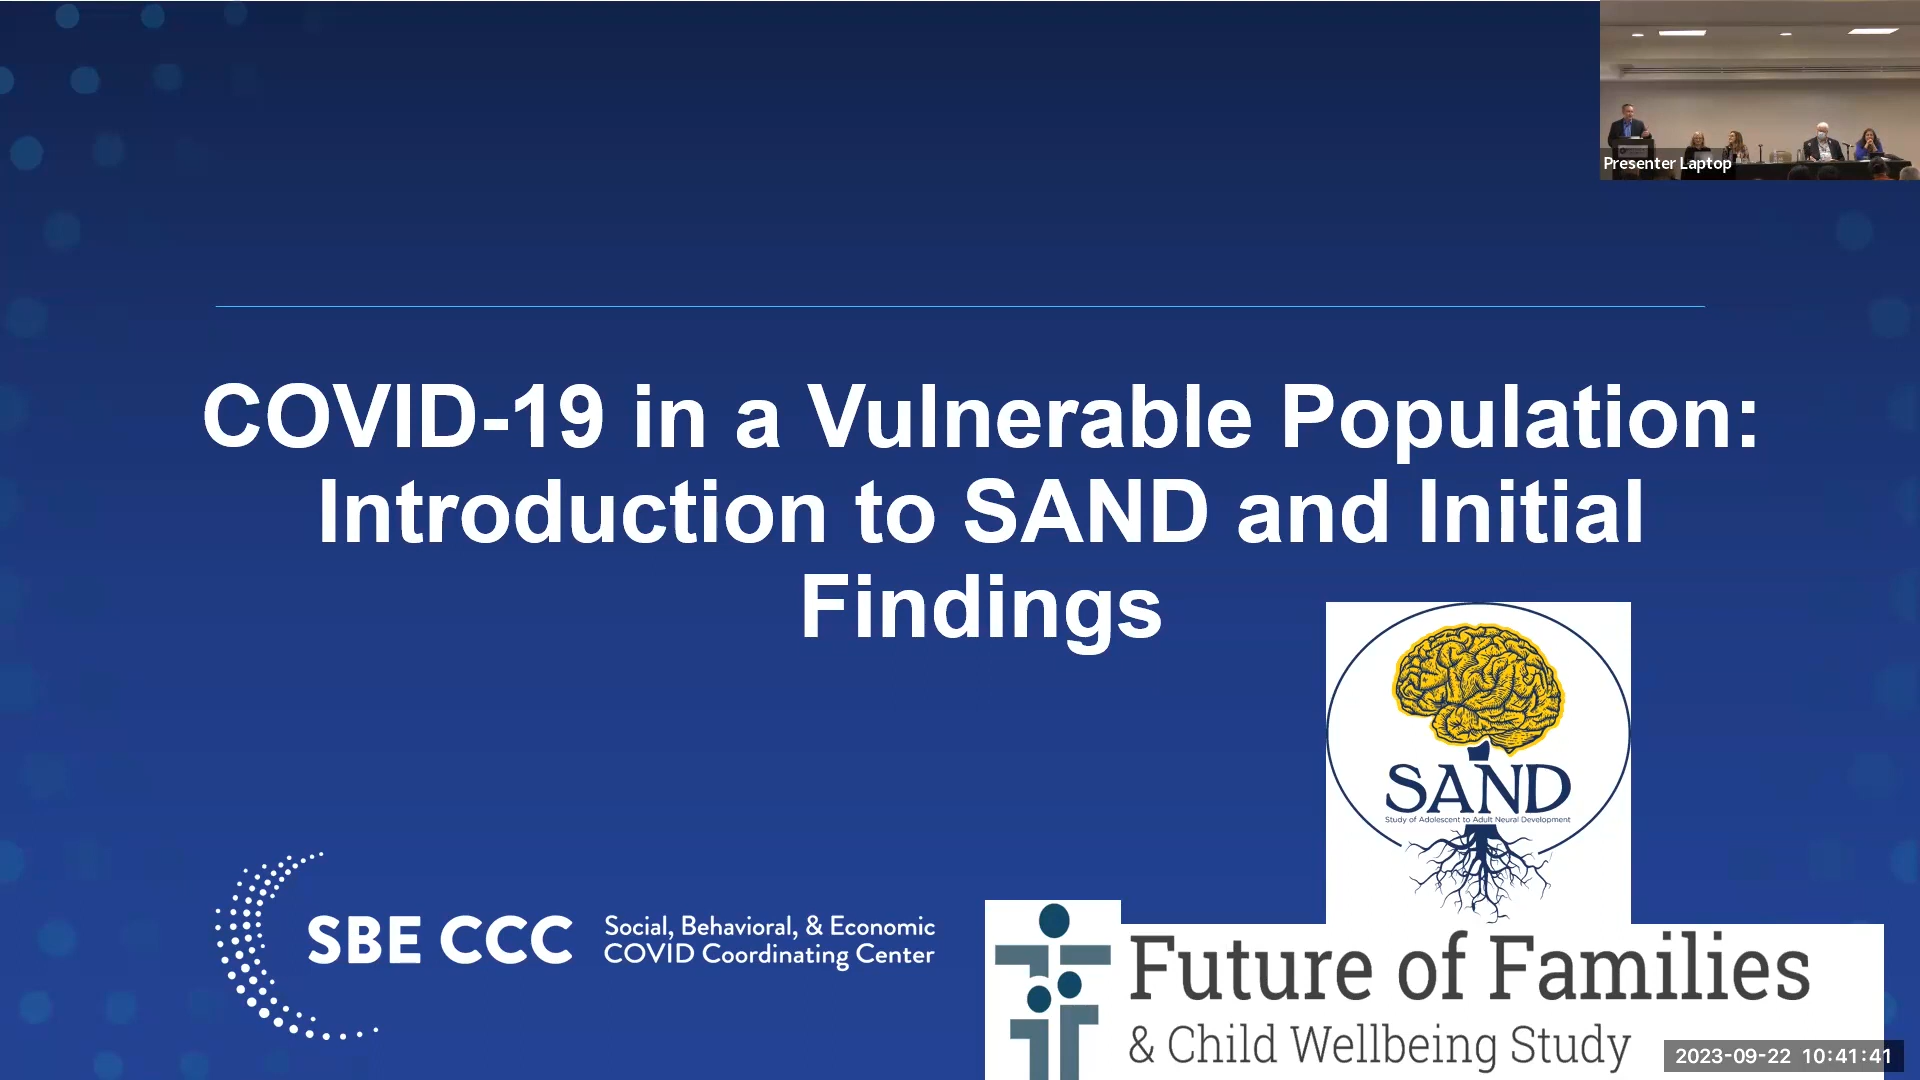 Presenter Laptop
COVID-19 in a Vulnerable Population:
Introduction to SAND and Initial
Findings
SAND
Study of Adolescent to Adult Neural Development
SBE CCC
Social, Behavioral, & Economic
COVID Coordinating Center
Future of Families
& Child Wellbeing Study
2023-09-22 10:41:41